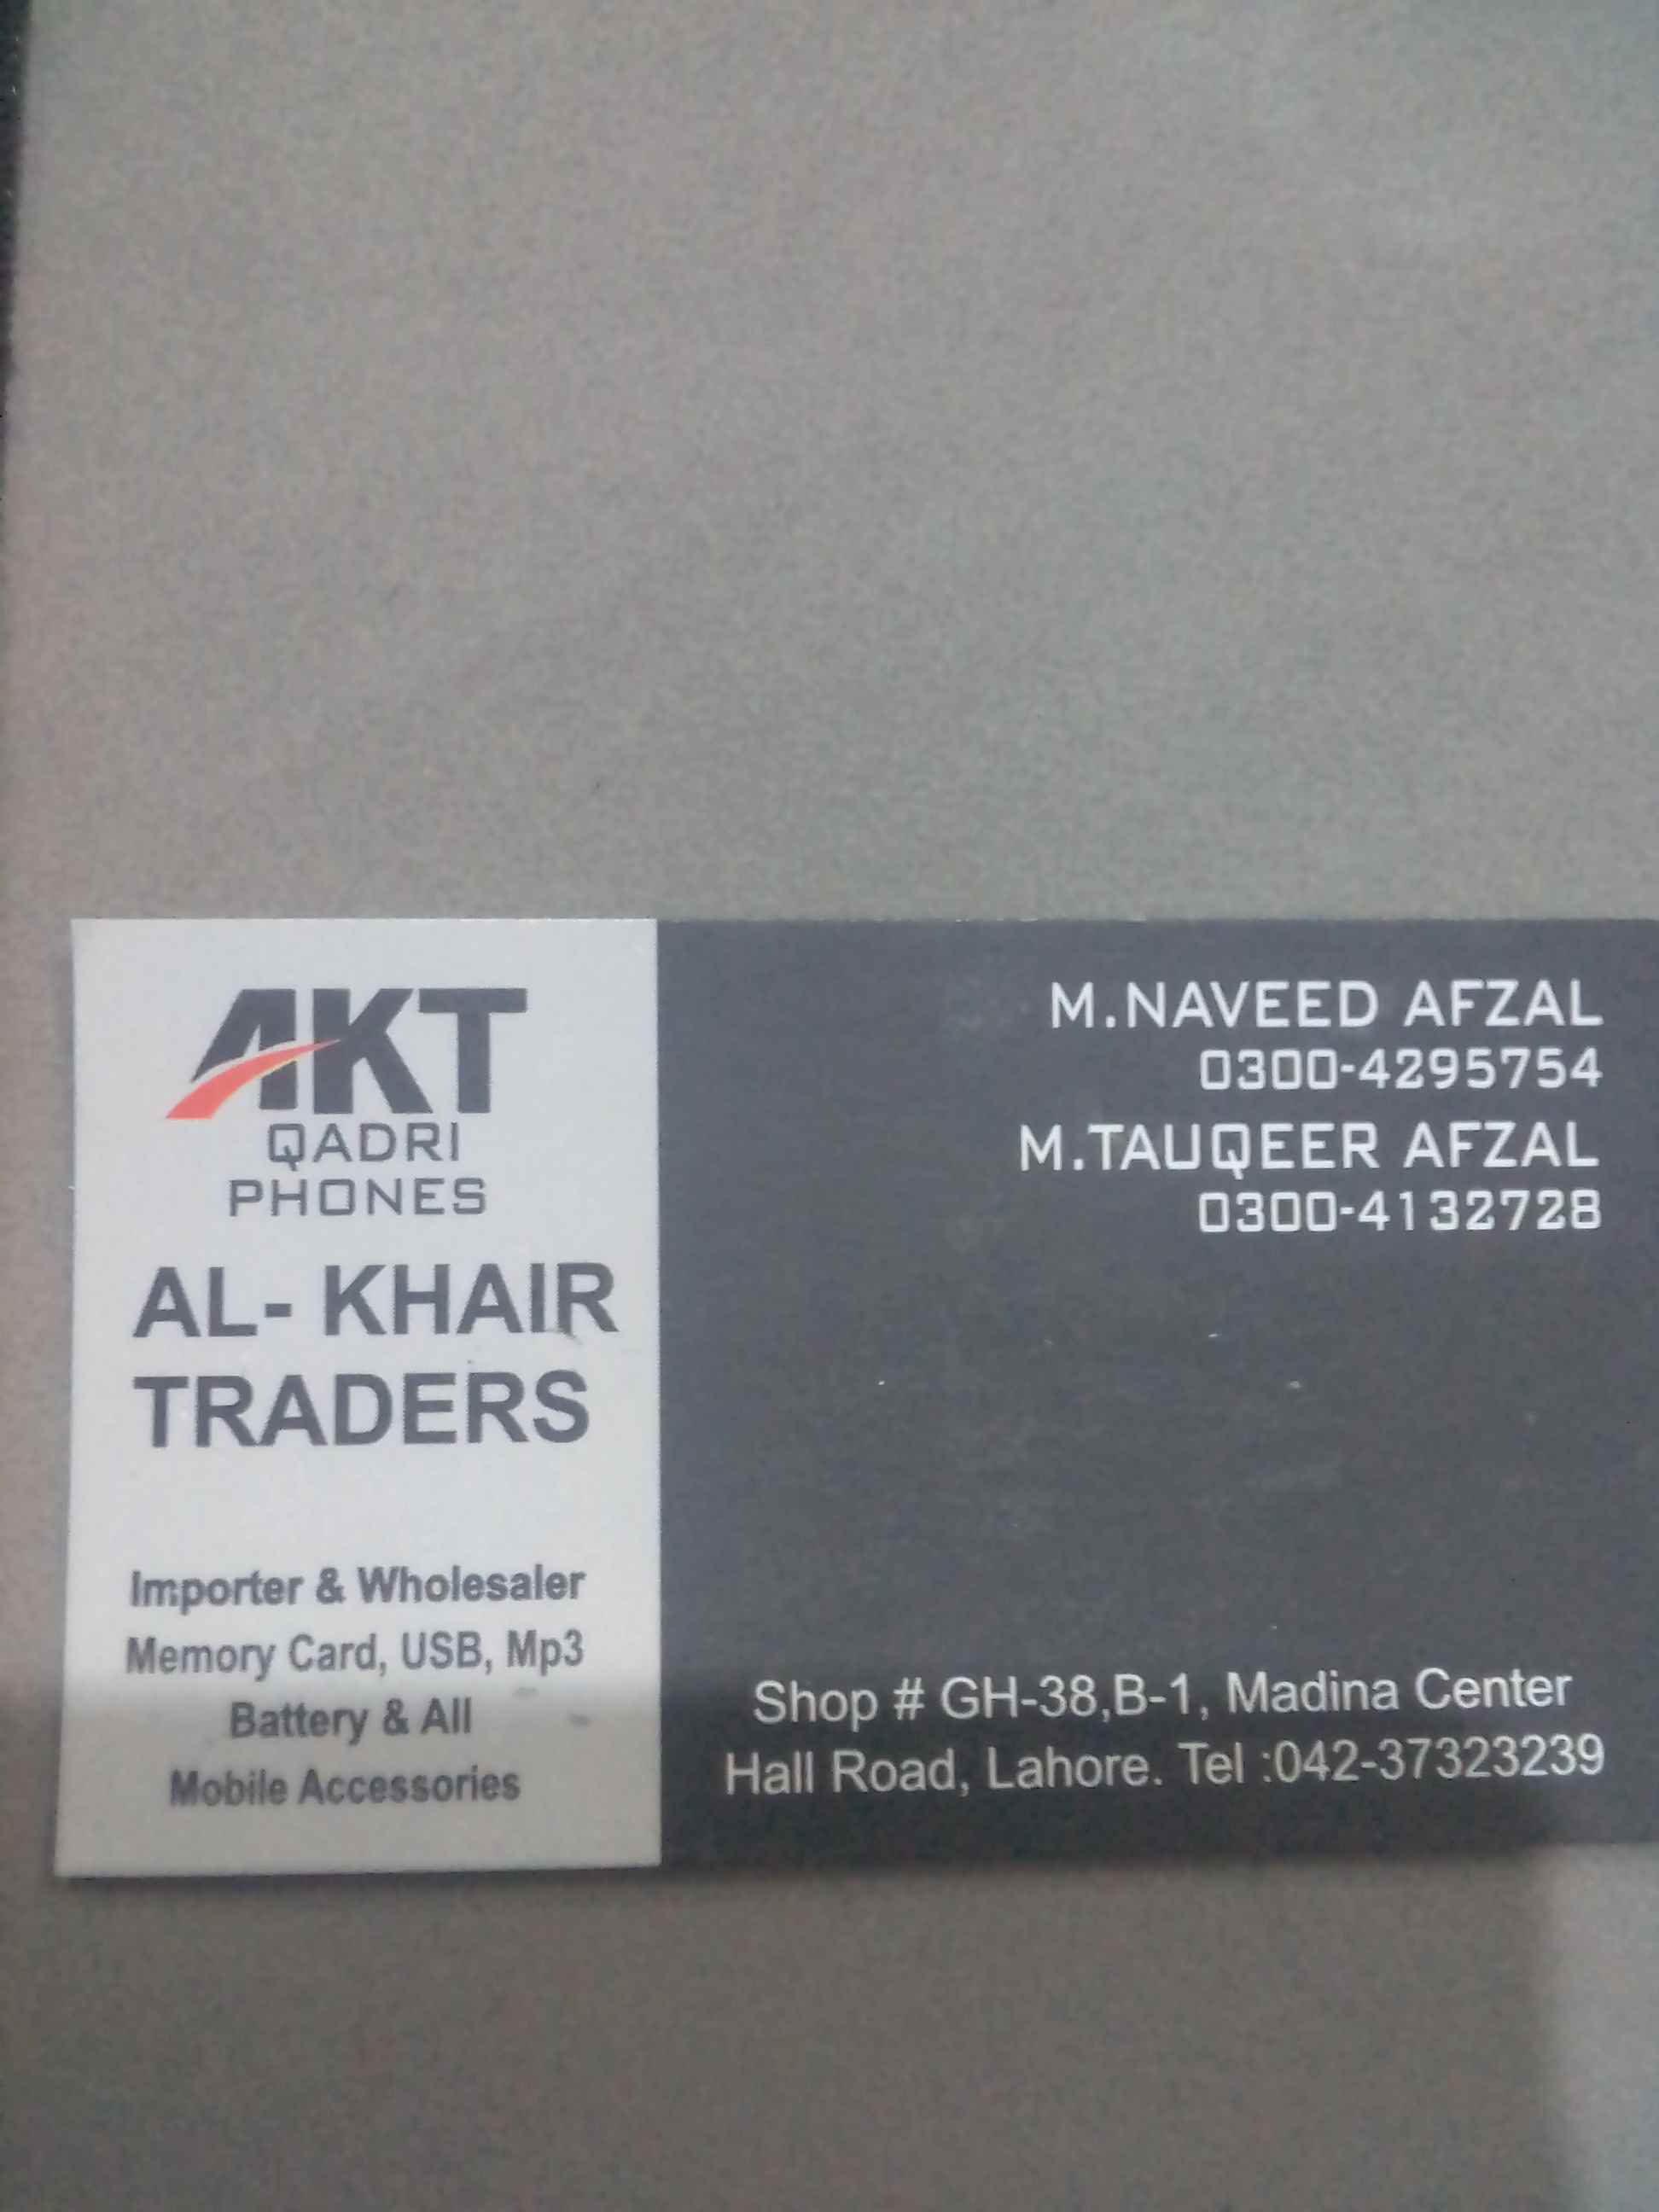 AKT
QADRI
PHONES
AL- KHAIR
TRADERS
Importer & Wholesaler
Memory Card, USB, Mp3
Battery & All
Mobile Accessories
M.NAVEED AFZAL
0300-4295754
M.TAUQEER AFZAL
0300-4132728
Shop # GH-38,B-1, Madina Center
Hall Road, Lahore. Tel :042-37323239